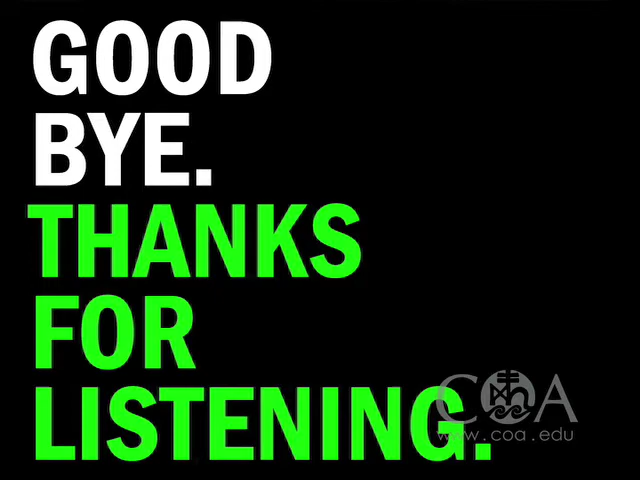 GOOD
BYE.
THANKS
FOR
LISTENING.
COA
www.coa.edu